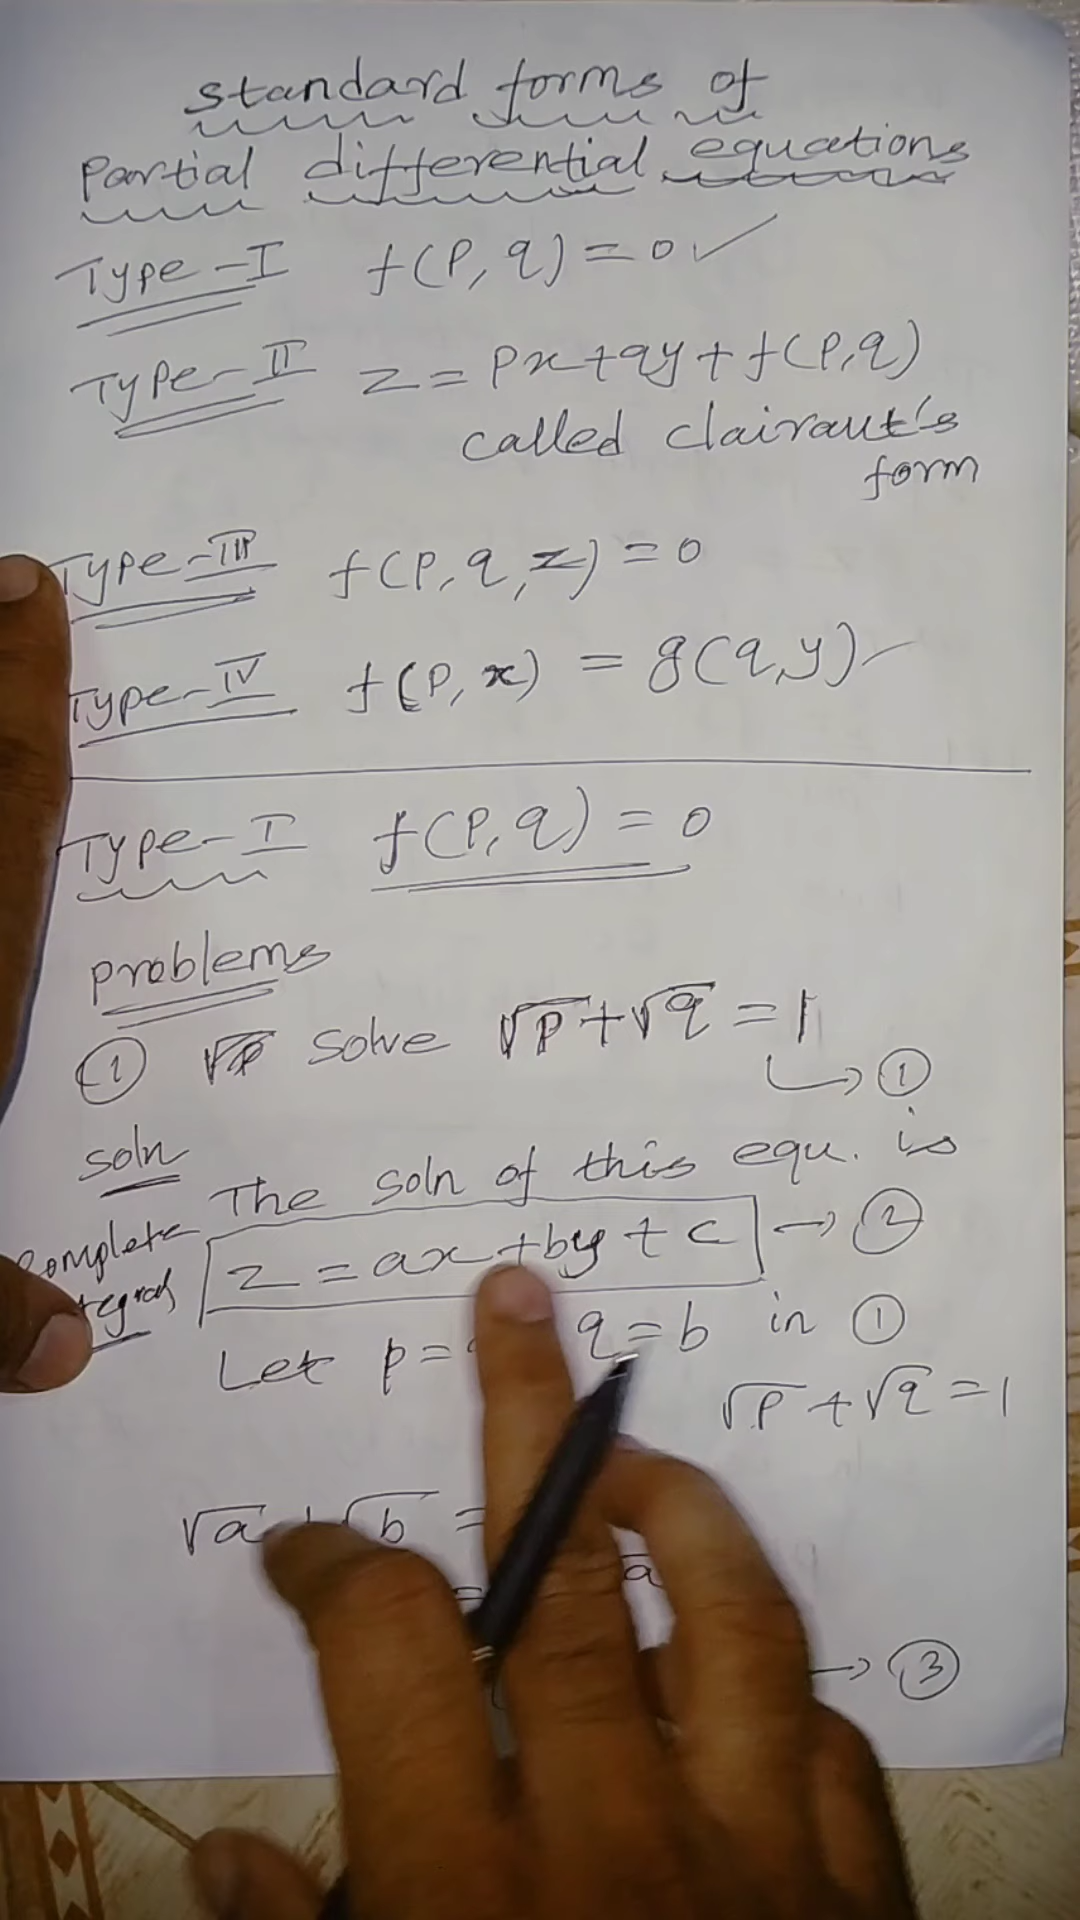 standard forms of
Partial differential equations
Type-I f(P, q) = 0 ✓
Type-II z = Px+qy+f(P,q)
called clairaut's
form
Type-III f(P, q, z) = 0
Type-IV f(P, x) = g(q,y)
Type-I f(P, q) = 0
problems
① solve √p+√q = 1
→ ①
soln
The soln of this equ. is
Complete
z = ax+by+c → ②
Let p= q=b in ①
√p + √q = 1
√a √b =
=
a
→ ③